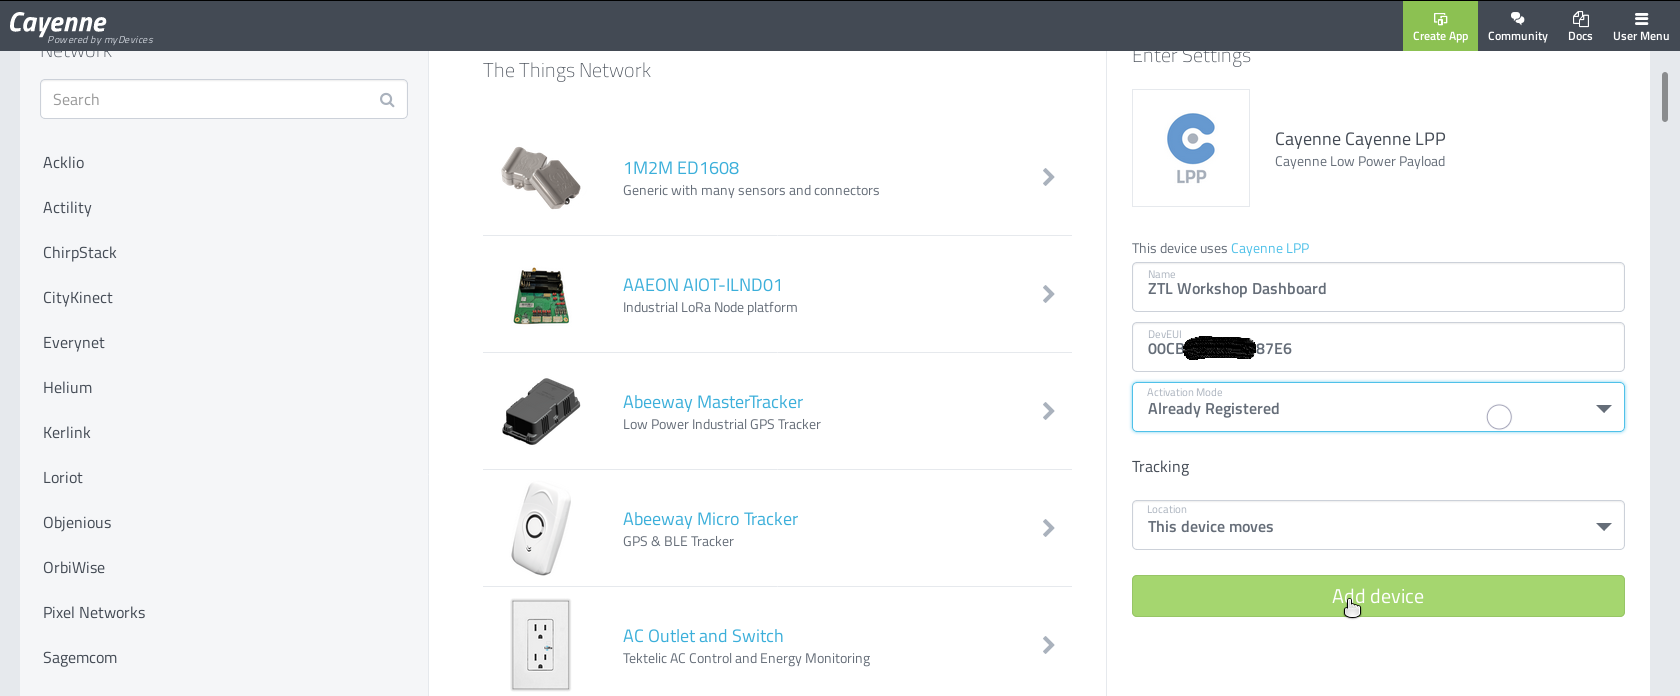 Cayenne
Powered by myDevices
Create App
Community
Docs
User Menu
Network
Search
Acklio
Actility
ChirpStack
CityKinect
Everynet
Helium
Kerlink
Loriot
Objenious
OrbiWise
Pixel Networks
Sagemcom
The Things Network
1M2M ED1608
Generic with many sensors and connectors
AAEON AIOT-ILND01
Industrial LoRa Node platform
Abeeway MasterTracker
Low Power Industrial GPS Tracker
Abeeway Micro Tracker
GPS & BLE Tracker
AC Outlet and Switch
Tektelic AC Control and Energy Monitoring
Enter Settings
LPP
Cayenne Cayenne LPP
Cayenne Low Power Payload
This device uses Cayenne LPP
Name
ZTL Workshop Dashboard
DevEUI
00CB 87E6
Activation Mode
Already Registered
Tracking
Location
This device moves
Add device